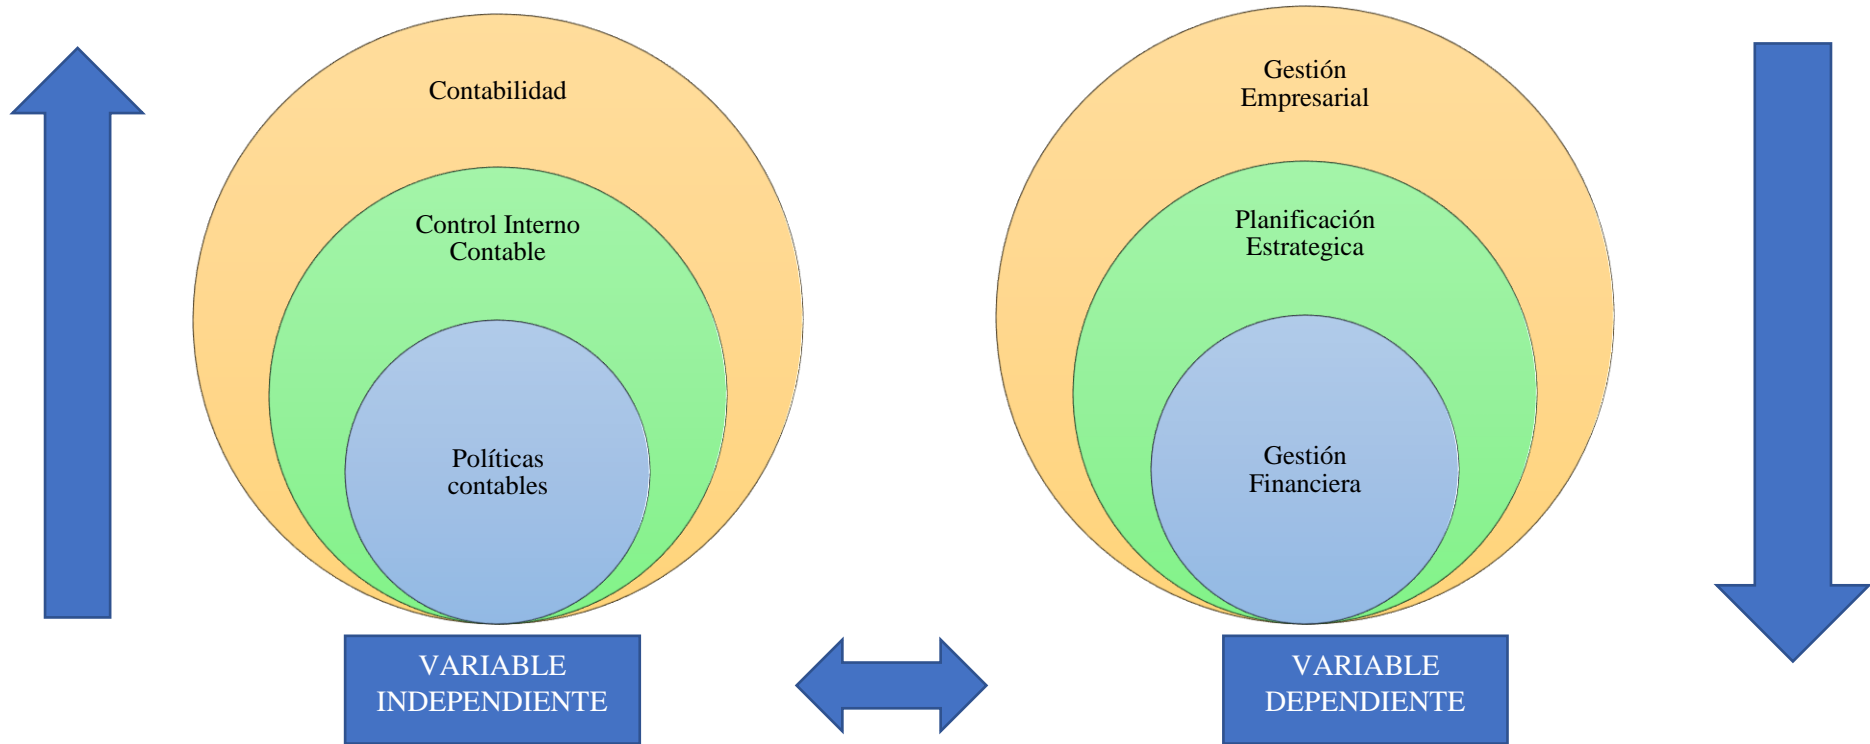 Contabilidad
Control Interno
Contable
Políticas
contables
VARIABLE
INDEPENDIENTE
Gestión
Empresarial
Planificación
Estrategica
Gestión
Financiera
VARIABLE
DEPENDIENTE